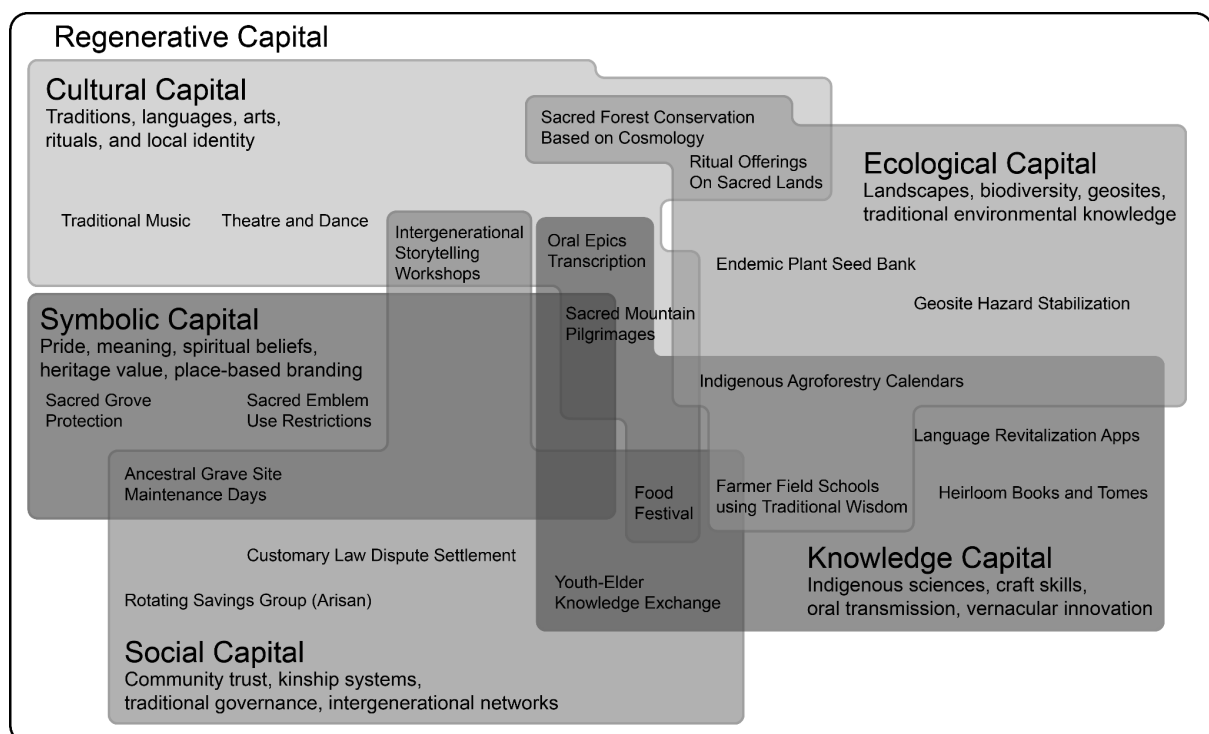 Regenerative Capital
Cultural Capital
Traditions, languages, arts,
rituals, and local identity
Sacred Forest Conservation
Based on Cosmology
Ritual Offerings
On Sacred Lands
Ecological Capital
Landscapes, biodiversity, geosites,
traditional environmental knowledge
Traditional Music
Theatre and Dance
Intergenerational
Storytelling
Workshops
Oral Epics
Transcription
Endemic Plant Seed Bank
Geosite Hazard Stabilization
Symbolic Capital
Pride, meaning, spiritual beliefs,
heritage value, place-based branding
Sacred Mountain
Pilgrimages
Indigenous Agroforestry Calendars
Sacred Grove
Protection
Sacred Emblem
Use Restrictions
Language Revitalization Apps
Ancestral Grave Site
Maintenance Days
Food
Festival
Farmer Field Schools
using Traditional Wisdom
Heirloom Books and Tomes
Customary Law Dispute Settlement
Knowledge Capital
Indigenous sciences, craft skills,
oral transmission, vernacular innovation
Youth-Elder
Knowledge Exchange
Rotating Savings Group (Arisan)
Social Capital
Community trust, kinship systems,
traditional governance, intergenerational networks